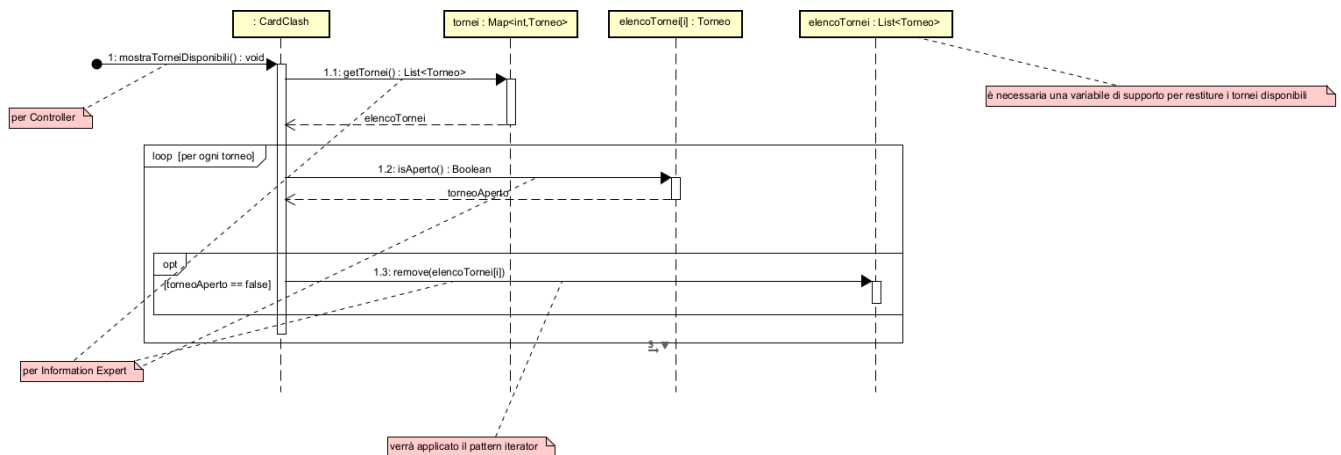 : CardClash
tornei : Map<int,Torneo>
elencoTornei[i] : Torneo
elencoTornei : List<Torneo>
1: mostraTorneiDisponibili() : void
1.1: getTornei() : List<Torneo>
è necessaria una variabile di supporto per restiture i tornei disponibili
per Controller
elencoTornei
loop [per ogni torneo]
1.2: isAperto() : Boolean
torneoAperto
opt
1.3: remove(elencoTornei[i])
[torneoAperto == false]
per Information Expert
verrà applicato il pattern iterator